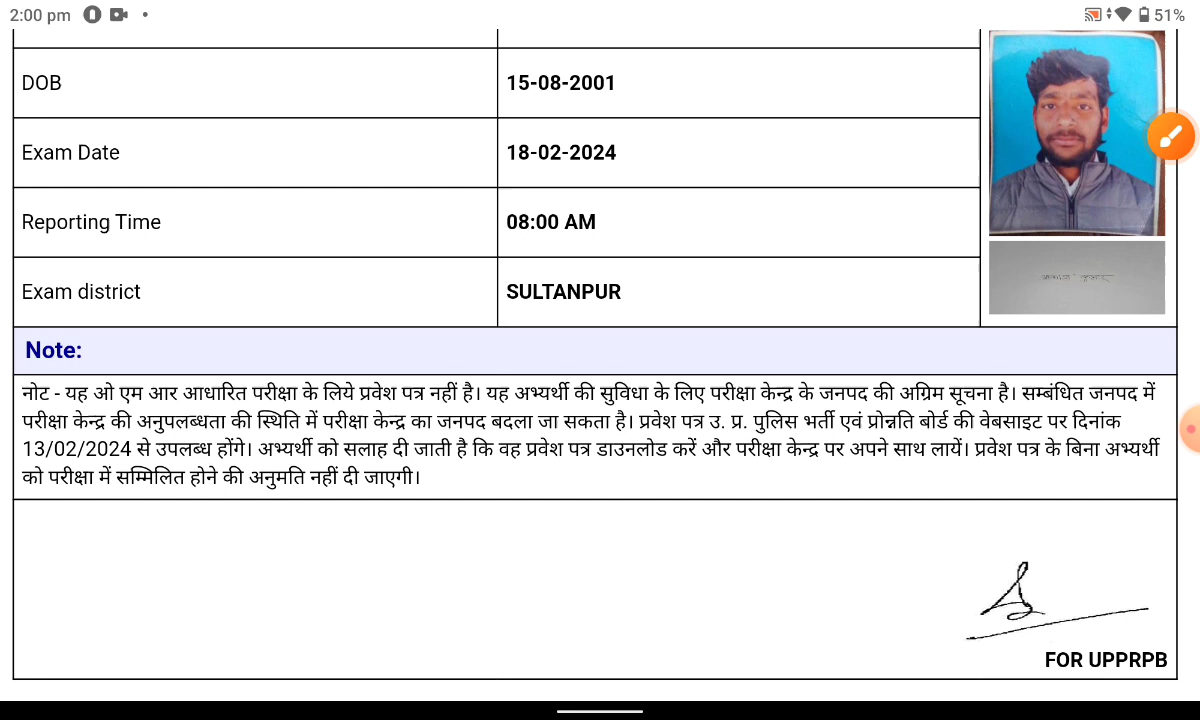 2:00 pm
51%
DOB 15-08-2001
Exam Date 18-02-2024
Reporting Time 08:00 AM
Exam district SULTANPUR
Note:
नोट - यह ओ एम आर आधारित परीक्षा के लिये प्रवेश पत्र नहीं है। यह अभ्यर्थी की सुविधा के लिए परीक्षा केन्द्र के जनपद की अग्रिम सूचना है। सम्बंधित जनपद में
परीक्षा केन्द्र की अनुपलब्धता की स्थिति में परीक्षा केन्द्र का जनपद बदला जा सकता है। प्रवेश पत्र उ. प्र. पुलिस भर्ती एवं प्रोन्नति बोर्ड की वेबसाइट पर दिनांक
13/02/2024 से उपलब्ध होंगे। अभ्यर्थी को सलाह दी जाती है कि वह प्रवेश पत्र डाउनलोड करें और परीक्षा केन्द्र पर अपने साथ लायें। प्रवेश पत्र के बिना अभ्यर्थी
को परीक्षा में सम्मिलित होने की अनुमति नहीं दी जाएगी।
FOR UPPRPB